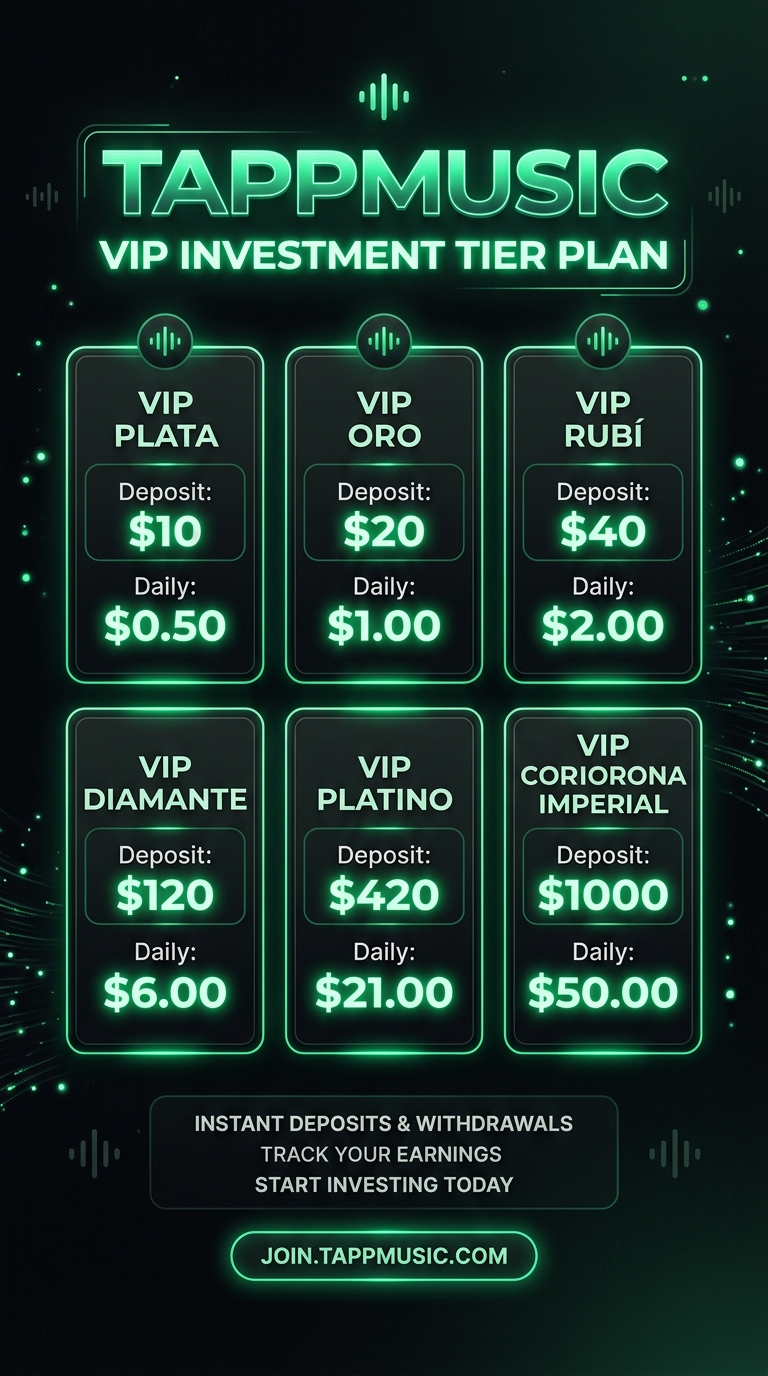 TAPPMUSIC
VIP INVESTMENT TIER PLAN
VIP
PLATA
Deposit:
$10
Daily:
$0.50
VIP
ORO
Deposit:
$20
Daily:
$1.00
VIP
RUBÍ
Deposit:
$40
Daily:
$2.00
VIP
DIAMANTE
Deposit:
$120
Daily:
$6.00
VIP
PLATINO
Deposit:
$420
Daily:
$21.00
VIP
CORIORONA
IMPERIAL
Deposit:
$1000
Daily:
$50.00
INSTANT DEPOSITS & WITHDRAWALS
TRACK YOUR EARNINGS
START INVESTING TODAY
JOIN.TAPPMUSIC.COM